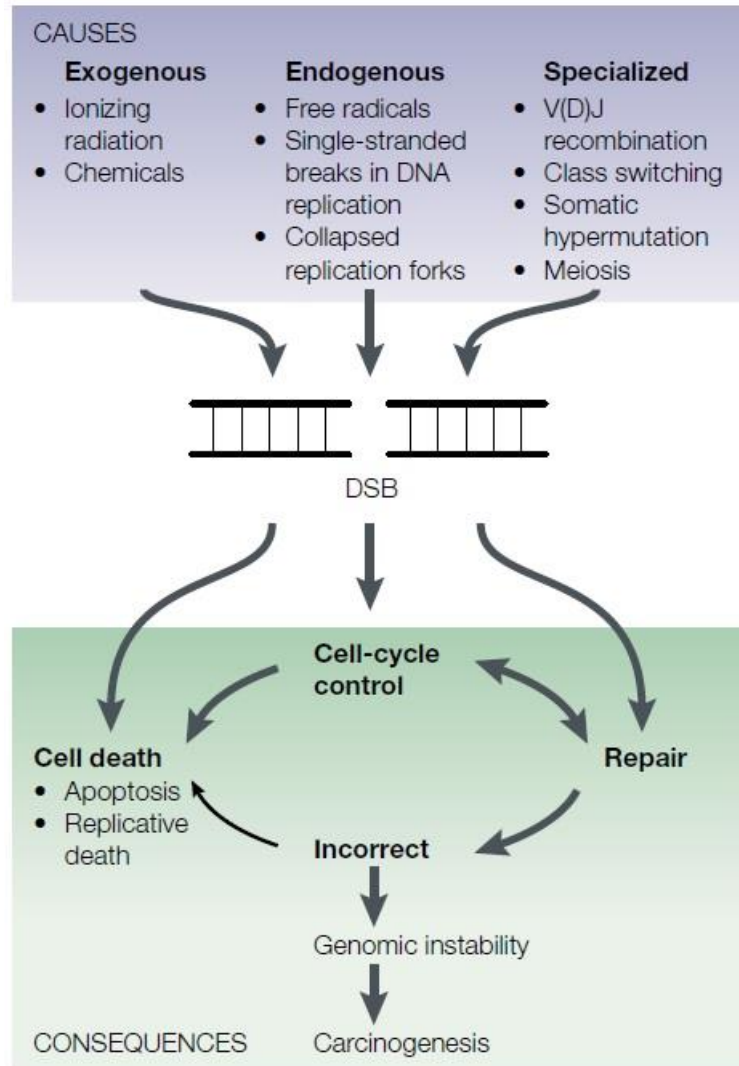 CAUSES
Exogenous
• Ionizing
radiation
• Chemicals
Endogenous
• Free radicals
• Single-stranded
breaks in DNA
replication
• Collapsed
replication forks
Specialized
• V(D)J
recombination
• Class switching
• Somatic
hypermutation
• Meiosis
DSB
Cell-cycle
control
Cell death
• Apoptosis
• Replicative
death
Repair
Incorrect
Genomic instability
Carcinogenesis
CONSEQUENCES